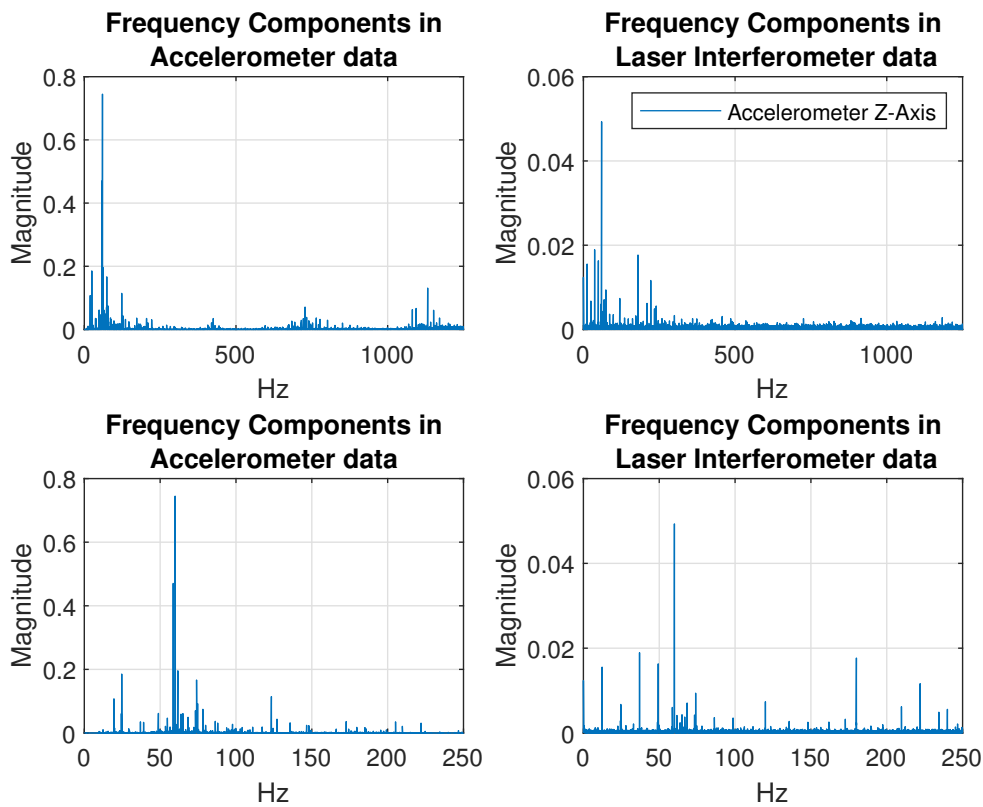 Frequency Components in
Accelerometer data
0.8
0.6
0.4
0.2
0
Magnitude
0 500 1000
Hz
Frequency Components in
Laser Interferometer data
Accelerometer Z-Axis
0.06
0.04
0.02
0
Magnitude
0 500 1000
Hz
Frequency Components in
Accelerometer data
0.8
0.6
0.4
0.2
0
Magnitude
0 50 100 150 200 250
Hz
Frequency Components in
Laser Interferometer data
0.06
0.04
0.02
0
Magnitude
0 50 100 150 200 250
Hz